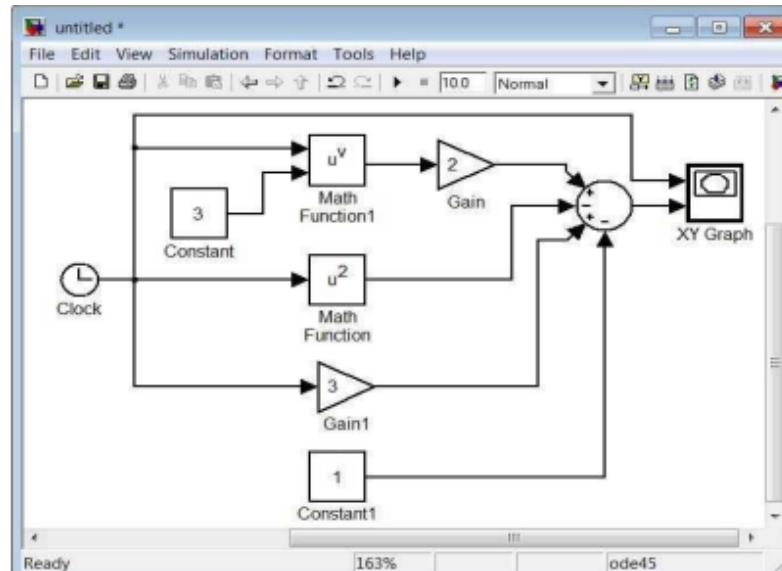 untitled *
File Edit View Simulation Format Tools Help
10.0 Normal
u^v
Math
Function1
2
Gain
+
-
+
-
XY Graph
3
Constant
Clock
u^2
Math
Function
3
Gain1
1
Constant1
Ready 163% ode45